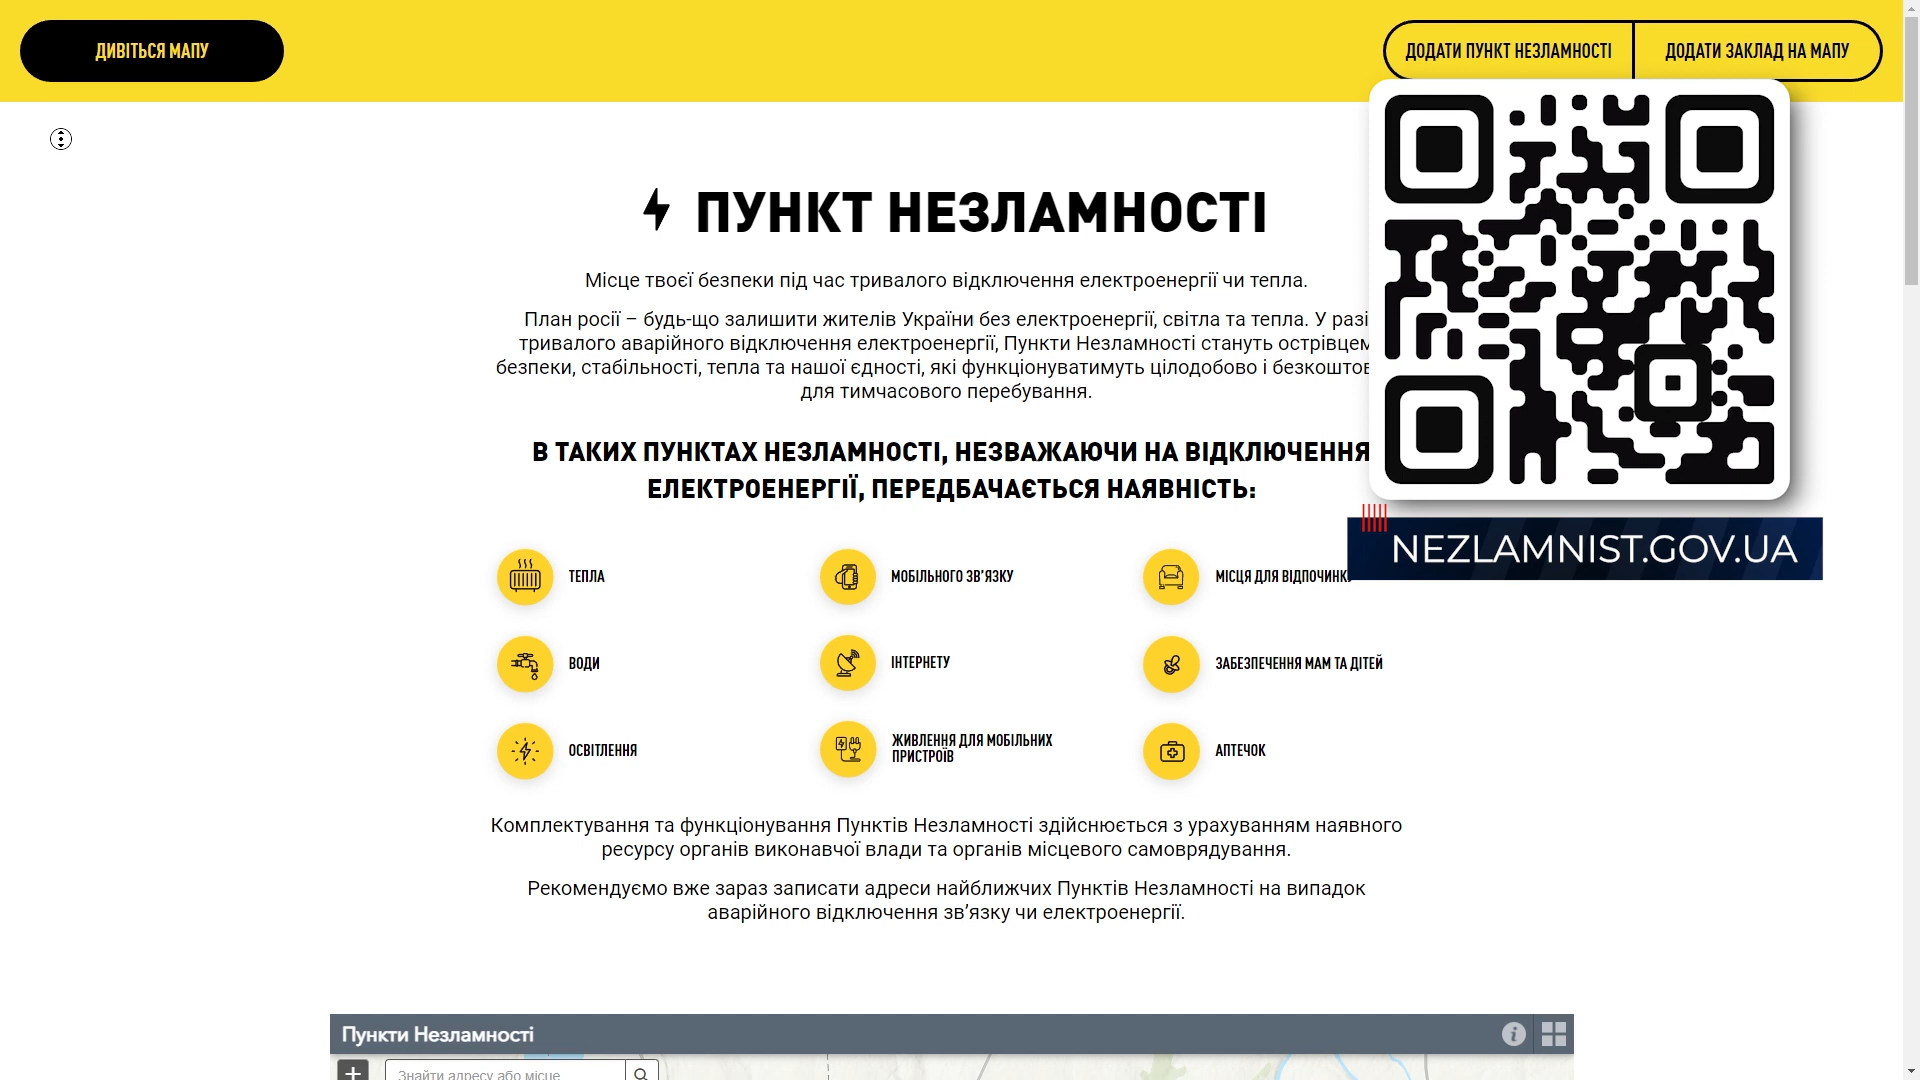 ДИВІТЬСЯ МАПУ
ДОДАТИ ПУНКТ НЕЗЛАМНОСТІ
ДОДАТИ ЗАКЛАД НА МАПУ
ПУНКТ НЕЗЛАМНОСТІ
Місце твоєї безпеки під час тривалого відключення електроенергії чи тепла.
План росії – будь-що залишити жителів України без електроенергії, світла та тепла. У разі
тривалого аварійного відключення електроенергії, Пункти Незламності стануть острівцем
безпеки, стабільності, тепла та нашої єдності, які функціонуватимуть цілодобово і
для тимчасового перебування.
В ТАКИХ ПУНКТАХ НЕЗЛАМНОСТІ, НЕЗВАЖАЮЧИ НА ВІДКЛЮЧЕННЯ
ЕЛЕКТРОЕНЕРГІЇ, ПЕРЕДБАЧАЄТЬСЯ НАЯВНІСТЬ:
NEZLAMNIST.GOV.UA
ТЕПЛА
МОБІЛЬНОГО ЗВ'ЯЗКУ
МІСЦЯ ДЛЯ ВІДПОЧИНКУ
ВОДИ
ІНТЕРНЕТУ
ЗАБЕЗПЕЧЕННЯ МАМ ТА ДІТЕЙ
ОСВІТЛЕННЯ
ЖИВЛЕННЯ ДЛЯ МОБІЛЬНИХ
ПРИСТРОЇВ
АПТЕЧОК
Комплектування та функціонування Пунктів Незламності здійснюється з урахуванням наявного
ресурсу органів виконавчої влади та органів місцевого самоврядування.
Рекомендуємо вже зараз записати адреси найближчих Пунктів Незламності на випадок
аварійного відключення зв'язку чи електроенергії.
Пункти Незламності
Знайти адресу або місце